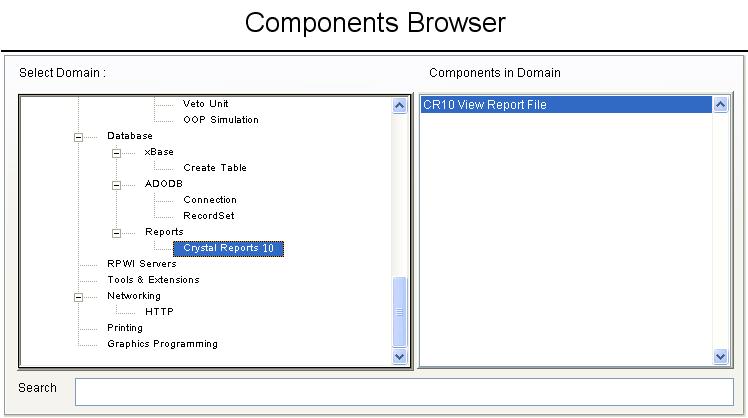 Components Browser
Select Domain :
Components in Domain
Veto Unit
OOP Simulation
Database
xBase
Create Table
ADODB
Connection
RecordSet
Reports
Crystal Reports 10
RPWI Servers
Tools & Extensions
Networking
HTTP
Printing
Graphics Programming
CR10 View Report File
Search